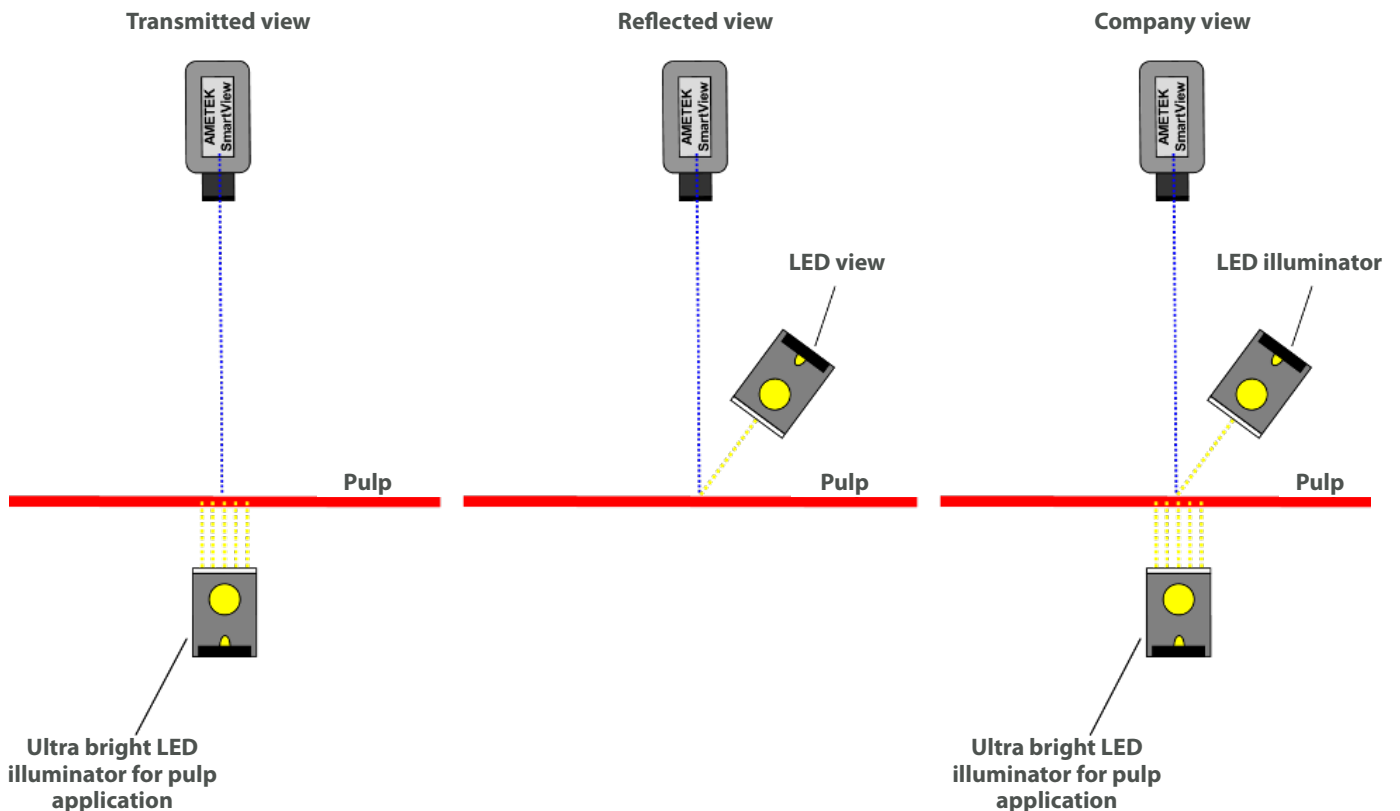 Transmitted view
Reflected view
Company view
AMETEK
SmartView
AMETEK
SmartView
AMETEK
SmartView
LED view
LED illuminator
Pulp
Pulp
Pulp
Ultra bright LED
illuminator for pulp
application
Ultra bright LED
illuminator for pulp
application